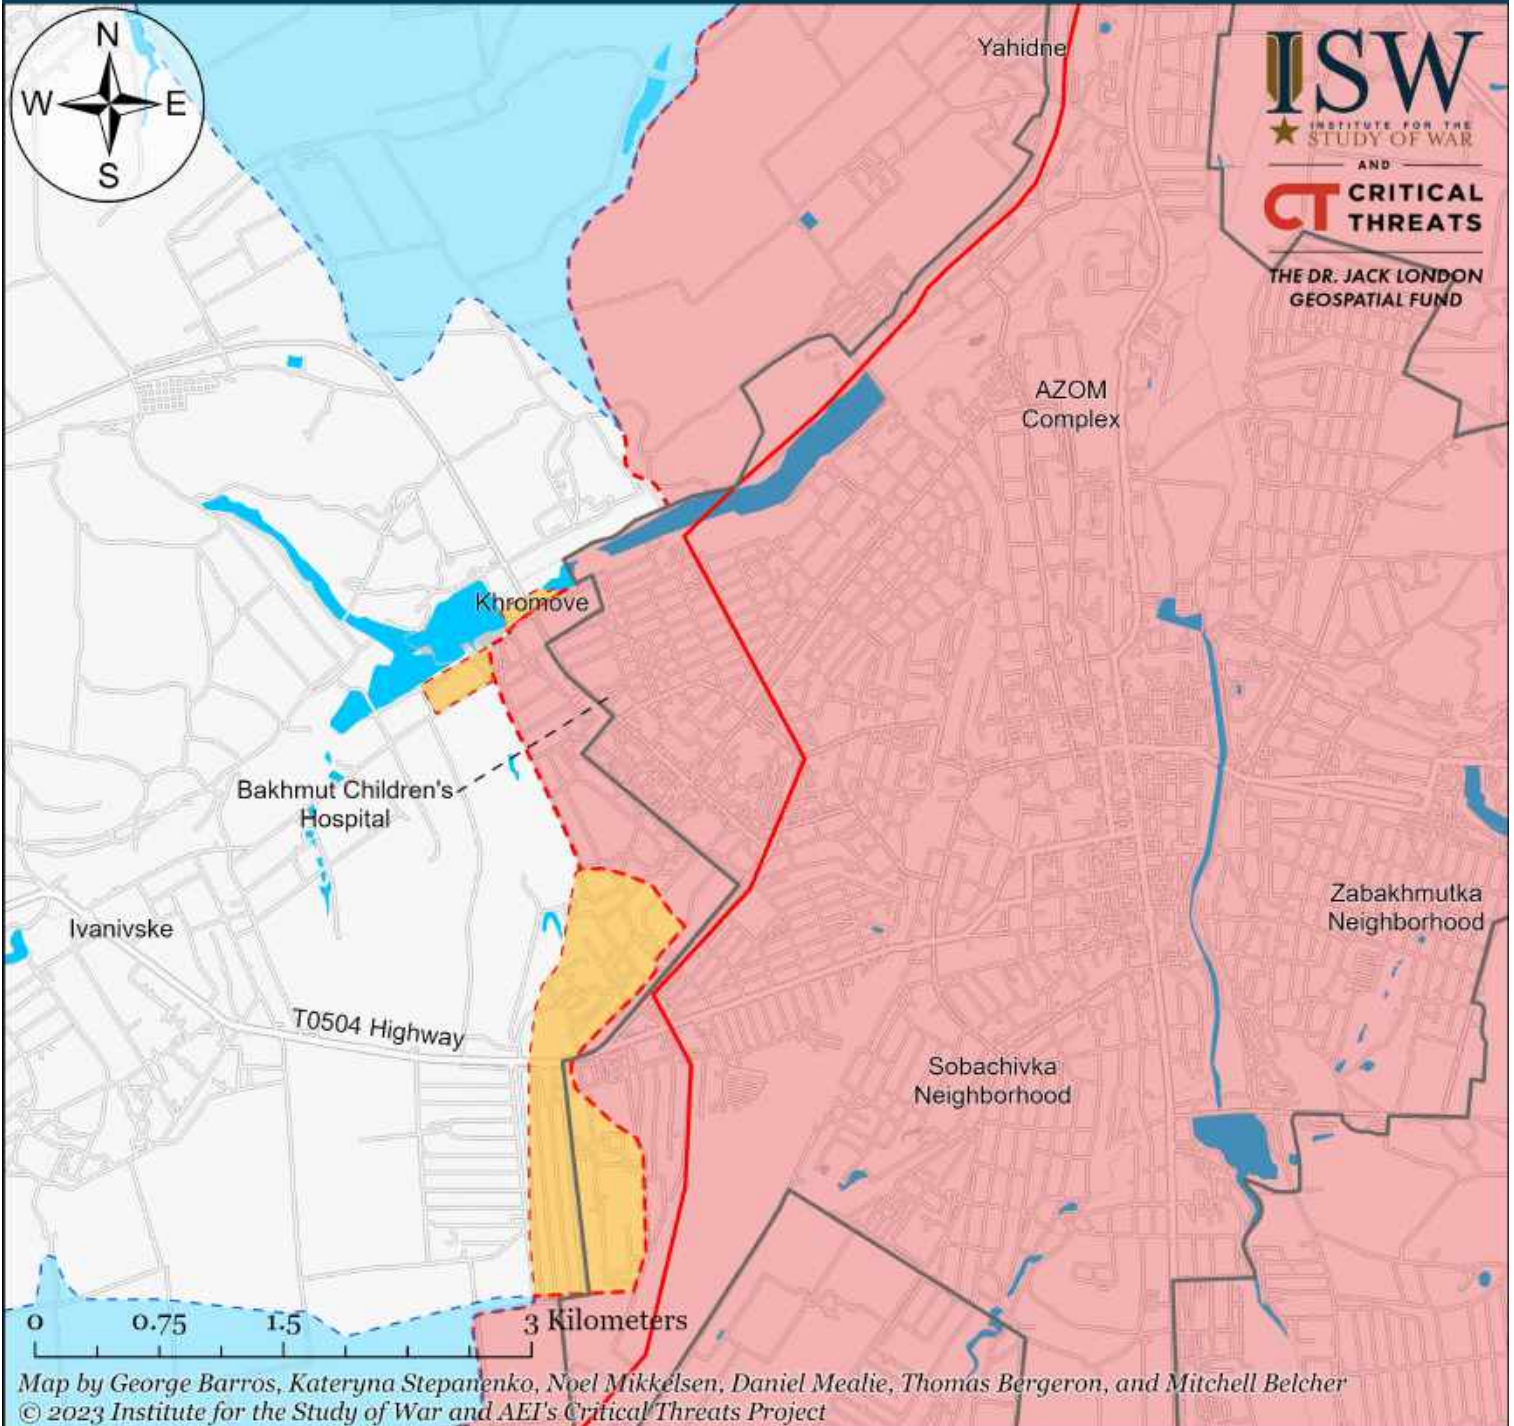 N
W E
S
Yahidne
ISW
INSTITUTE FOR THE
STUDY OF WAR
AND
CT CRITICAL
THREATS
THE DR. JACK LONDON
GEOSPATIAL FUND
AZOM
Complex
Khromove
Bakhmut Children's
Hospital
Ivanivske
Zabakhmutka
Neighborhood
T0504 Highway
Sobachivka
Neighborhood
0 0.75 1.5 3 Kilometers
Map by George Barros, Kateryna Stepanenko, Noel Mikkelsen, Daniel Mealie, Thomas Bergeron, and Mitchell Belcher
© 2023 Institute for the Study of War and AEI's Critical Threats Project